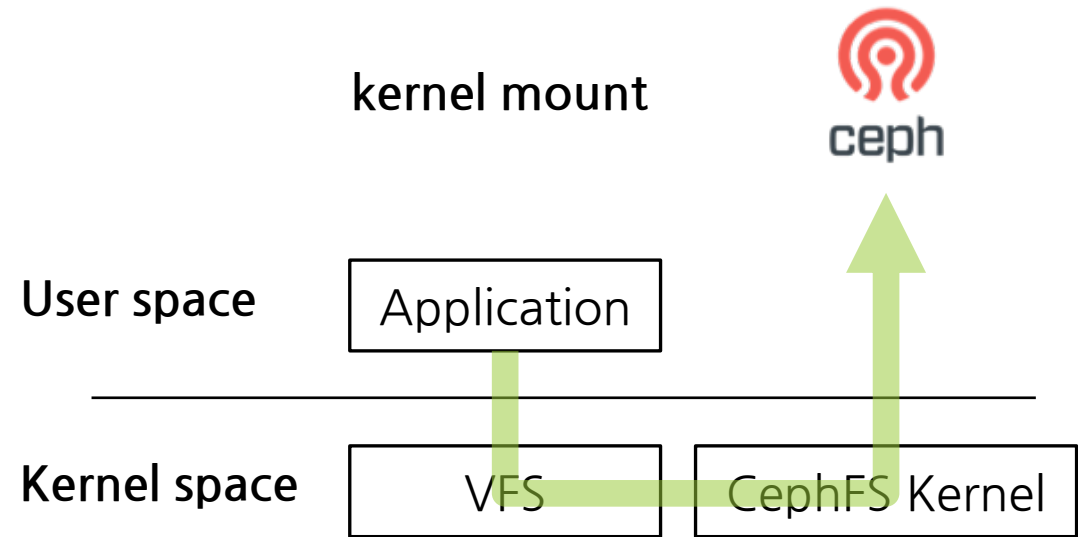 kernel mount
ceph
User space
Application
Kernel space
VFS
CephFS Kernel